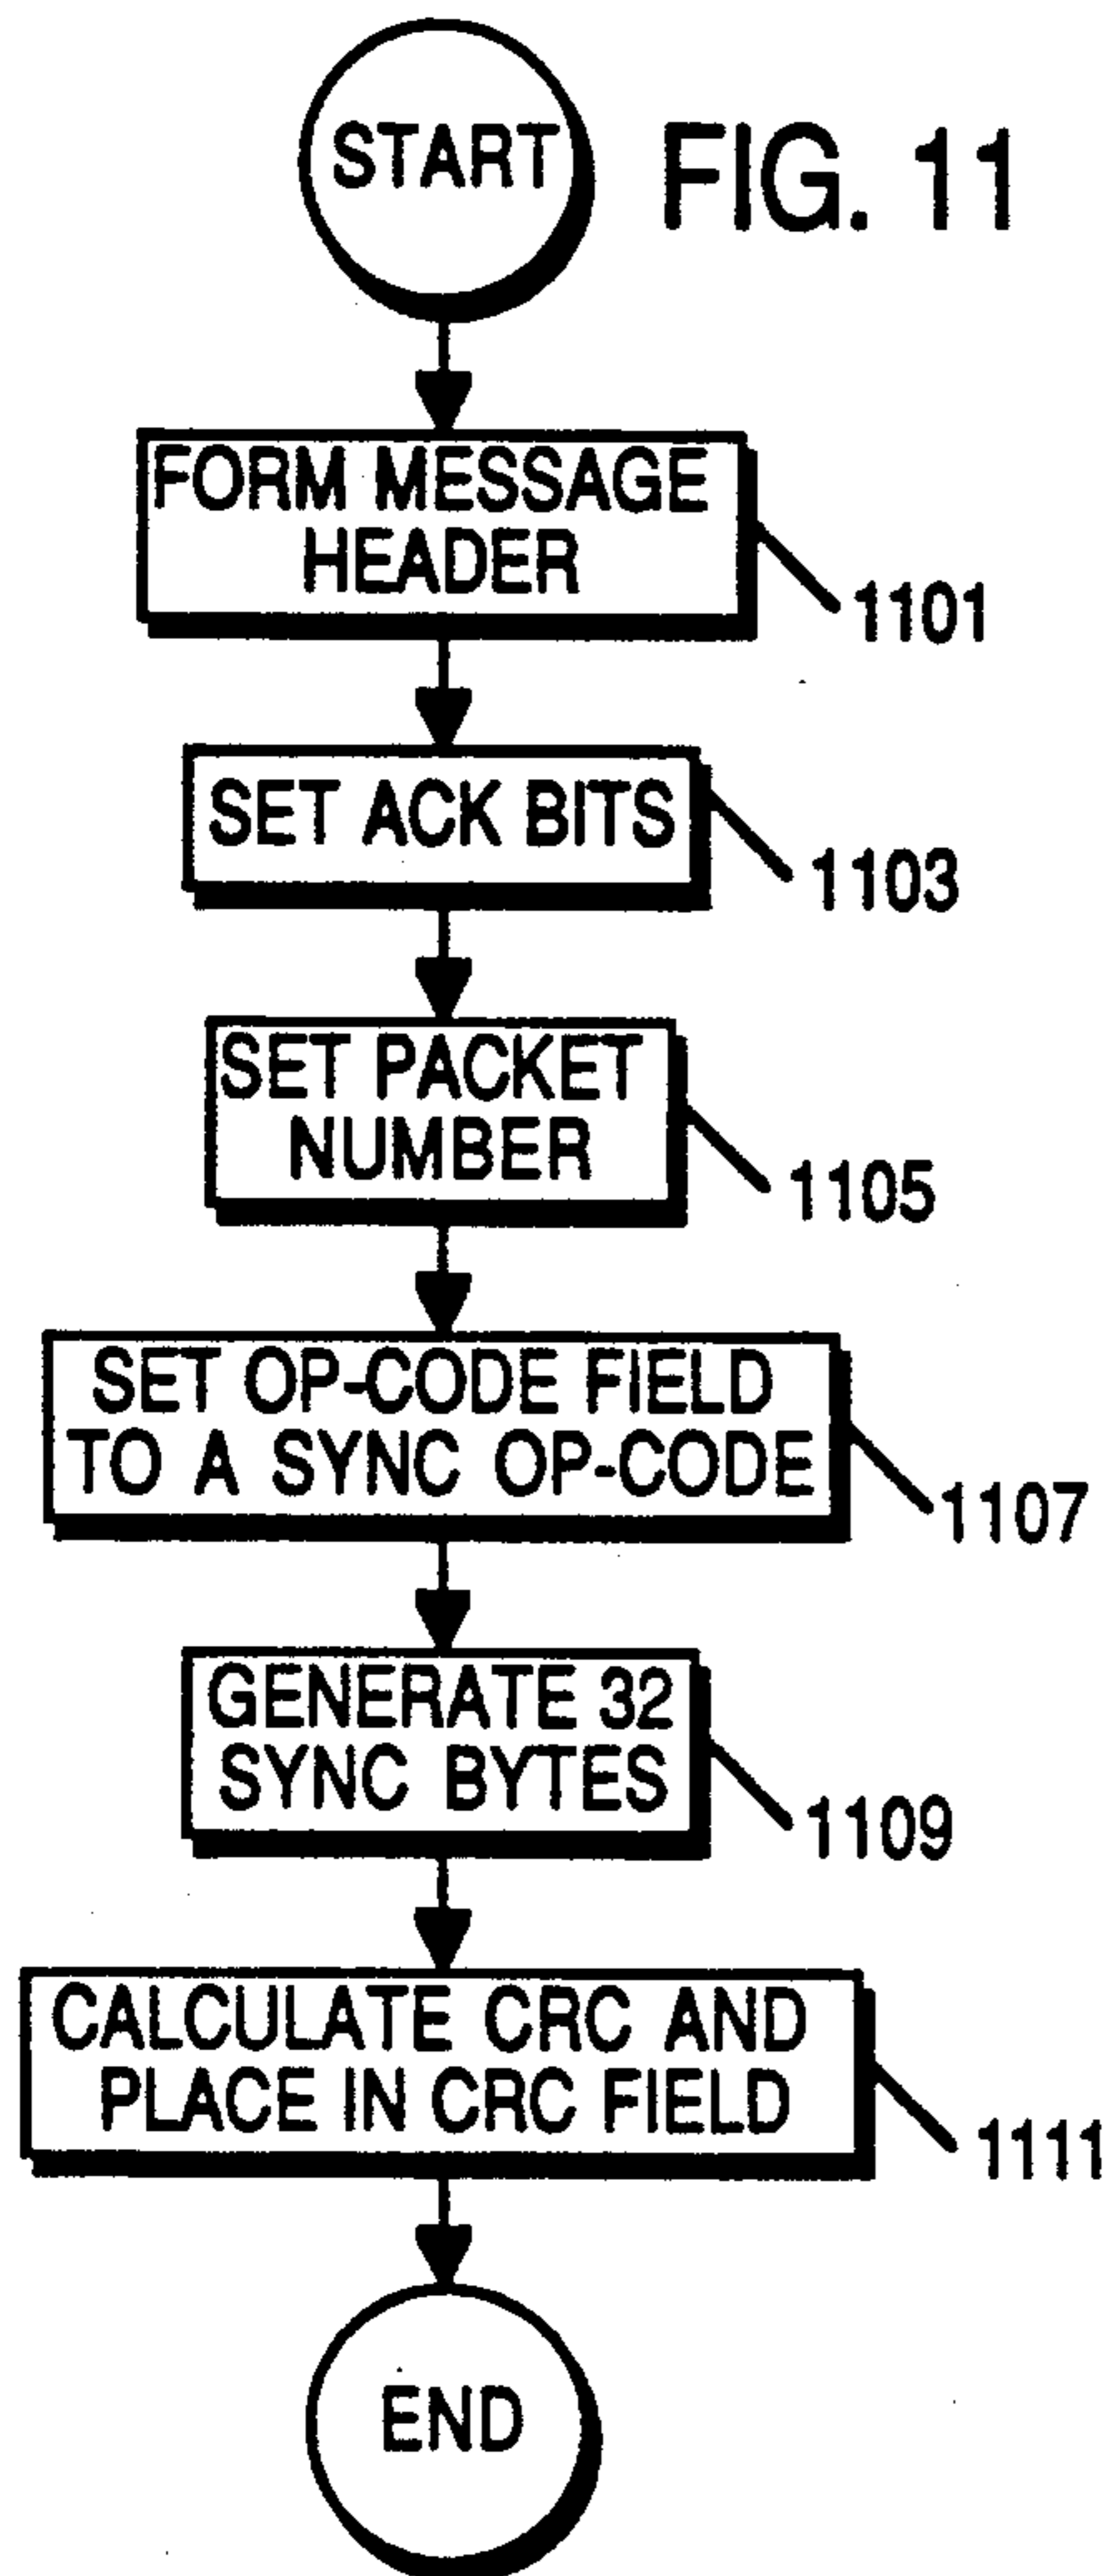 START
FIG. 11
FORM MESSAGE
HEADER
1101
SET ACK BITS
1103
SET PACKET
NUMBER
1105
SET OP-CODE FIELD
TO A SYNC OP-CODE
1107
GENERATE 32
SYNC BYTES
1109
CALCULATE CRC AND
PLACE IN CRC FIELD
1111
END